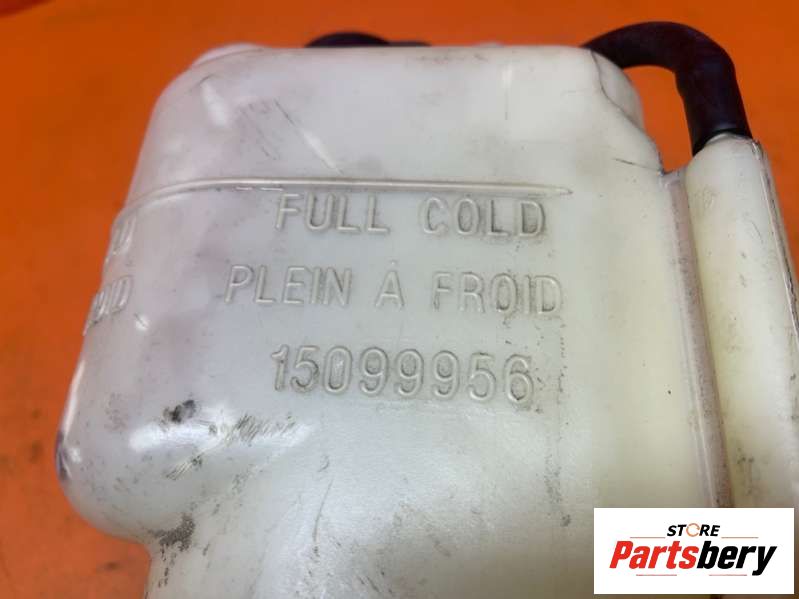 FULL COLD
PLEIN À FROID
15099956
STORE
Partsbery